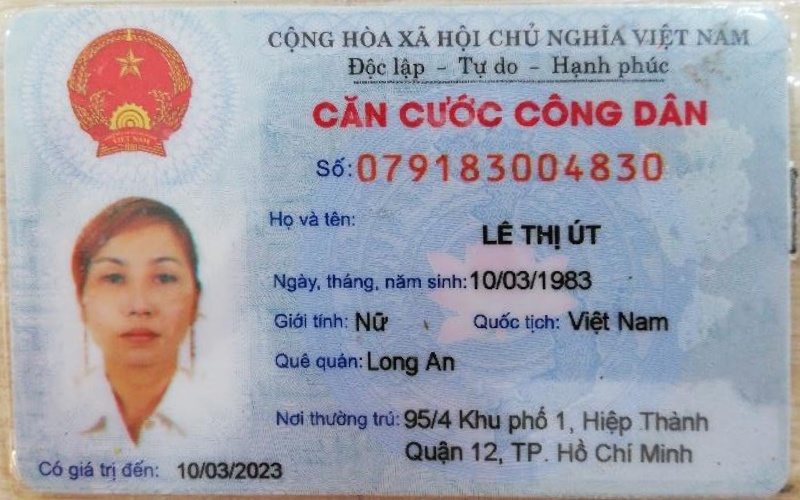 CỘNG HÒA XÃ HỘI CHỦ NGHĨA VIỆT NAM
Độc lập - Tự do - Hạnh phúc
CĂN CƯỚC CÔNG DÂN
Số: 079183004830
Họ và tên: LÊ THỊ ÚT
Ngày, tháng, năm sinh: 10/03/1983
Giới tính: Nữ Quốc tịch: Việt Nam
Quê quán: Long An
Nơi thường trú: 95/4 Khu phố 1, Hiệp Thành
Quận 12, TP. Hồ Chí Minh
Có giá trị đến: 10/03/2023